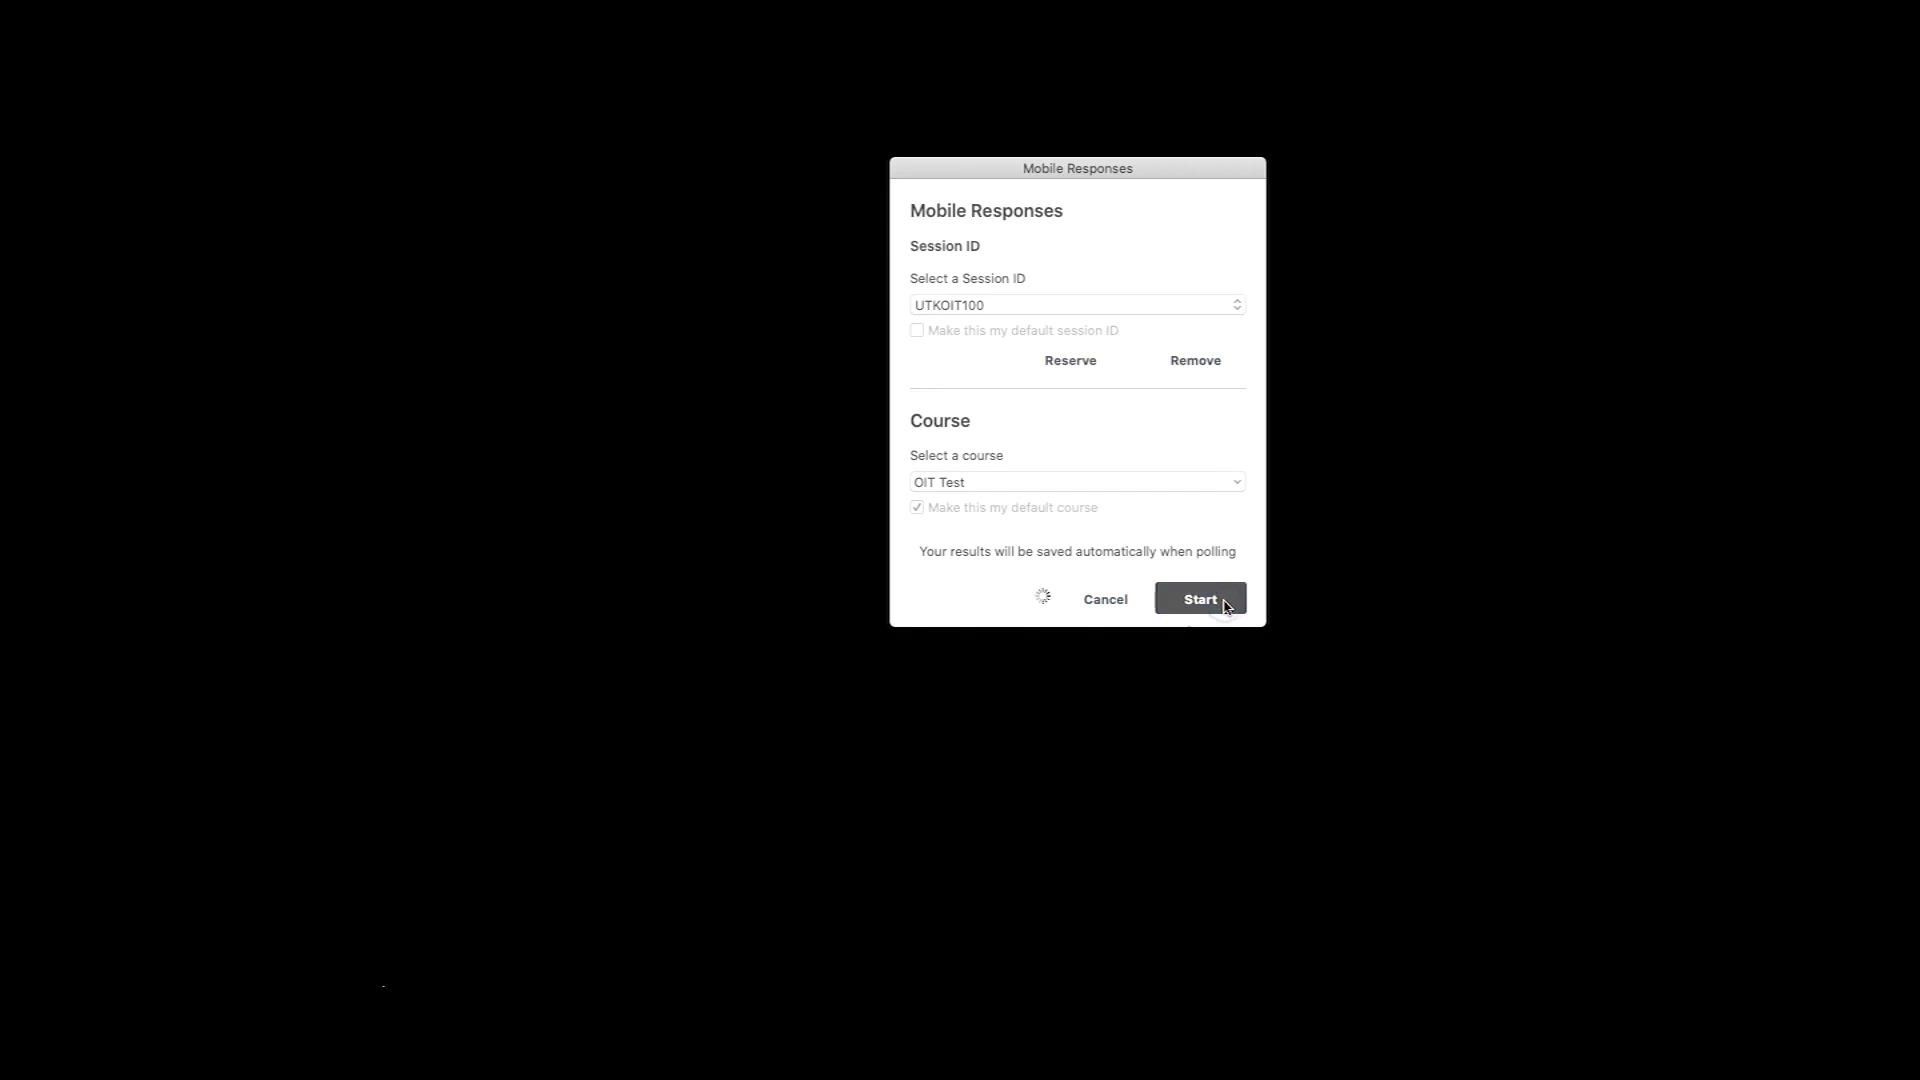 Mobile Responses
Mobile Responses
Session ID
Select a Session ID
UTKOIT100
Make this my default session ID
Reserve Remove
Course
Select a course
OIT Test
Make this my default course
Your results will be saved automatically when polling
Cancel Start